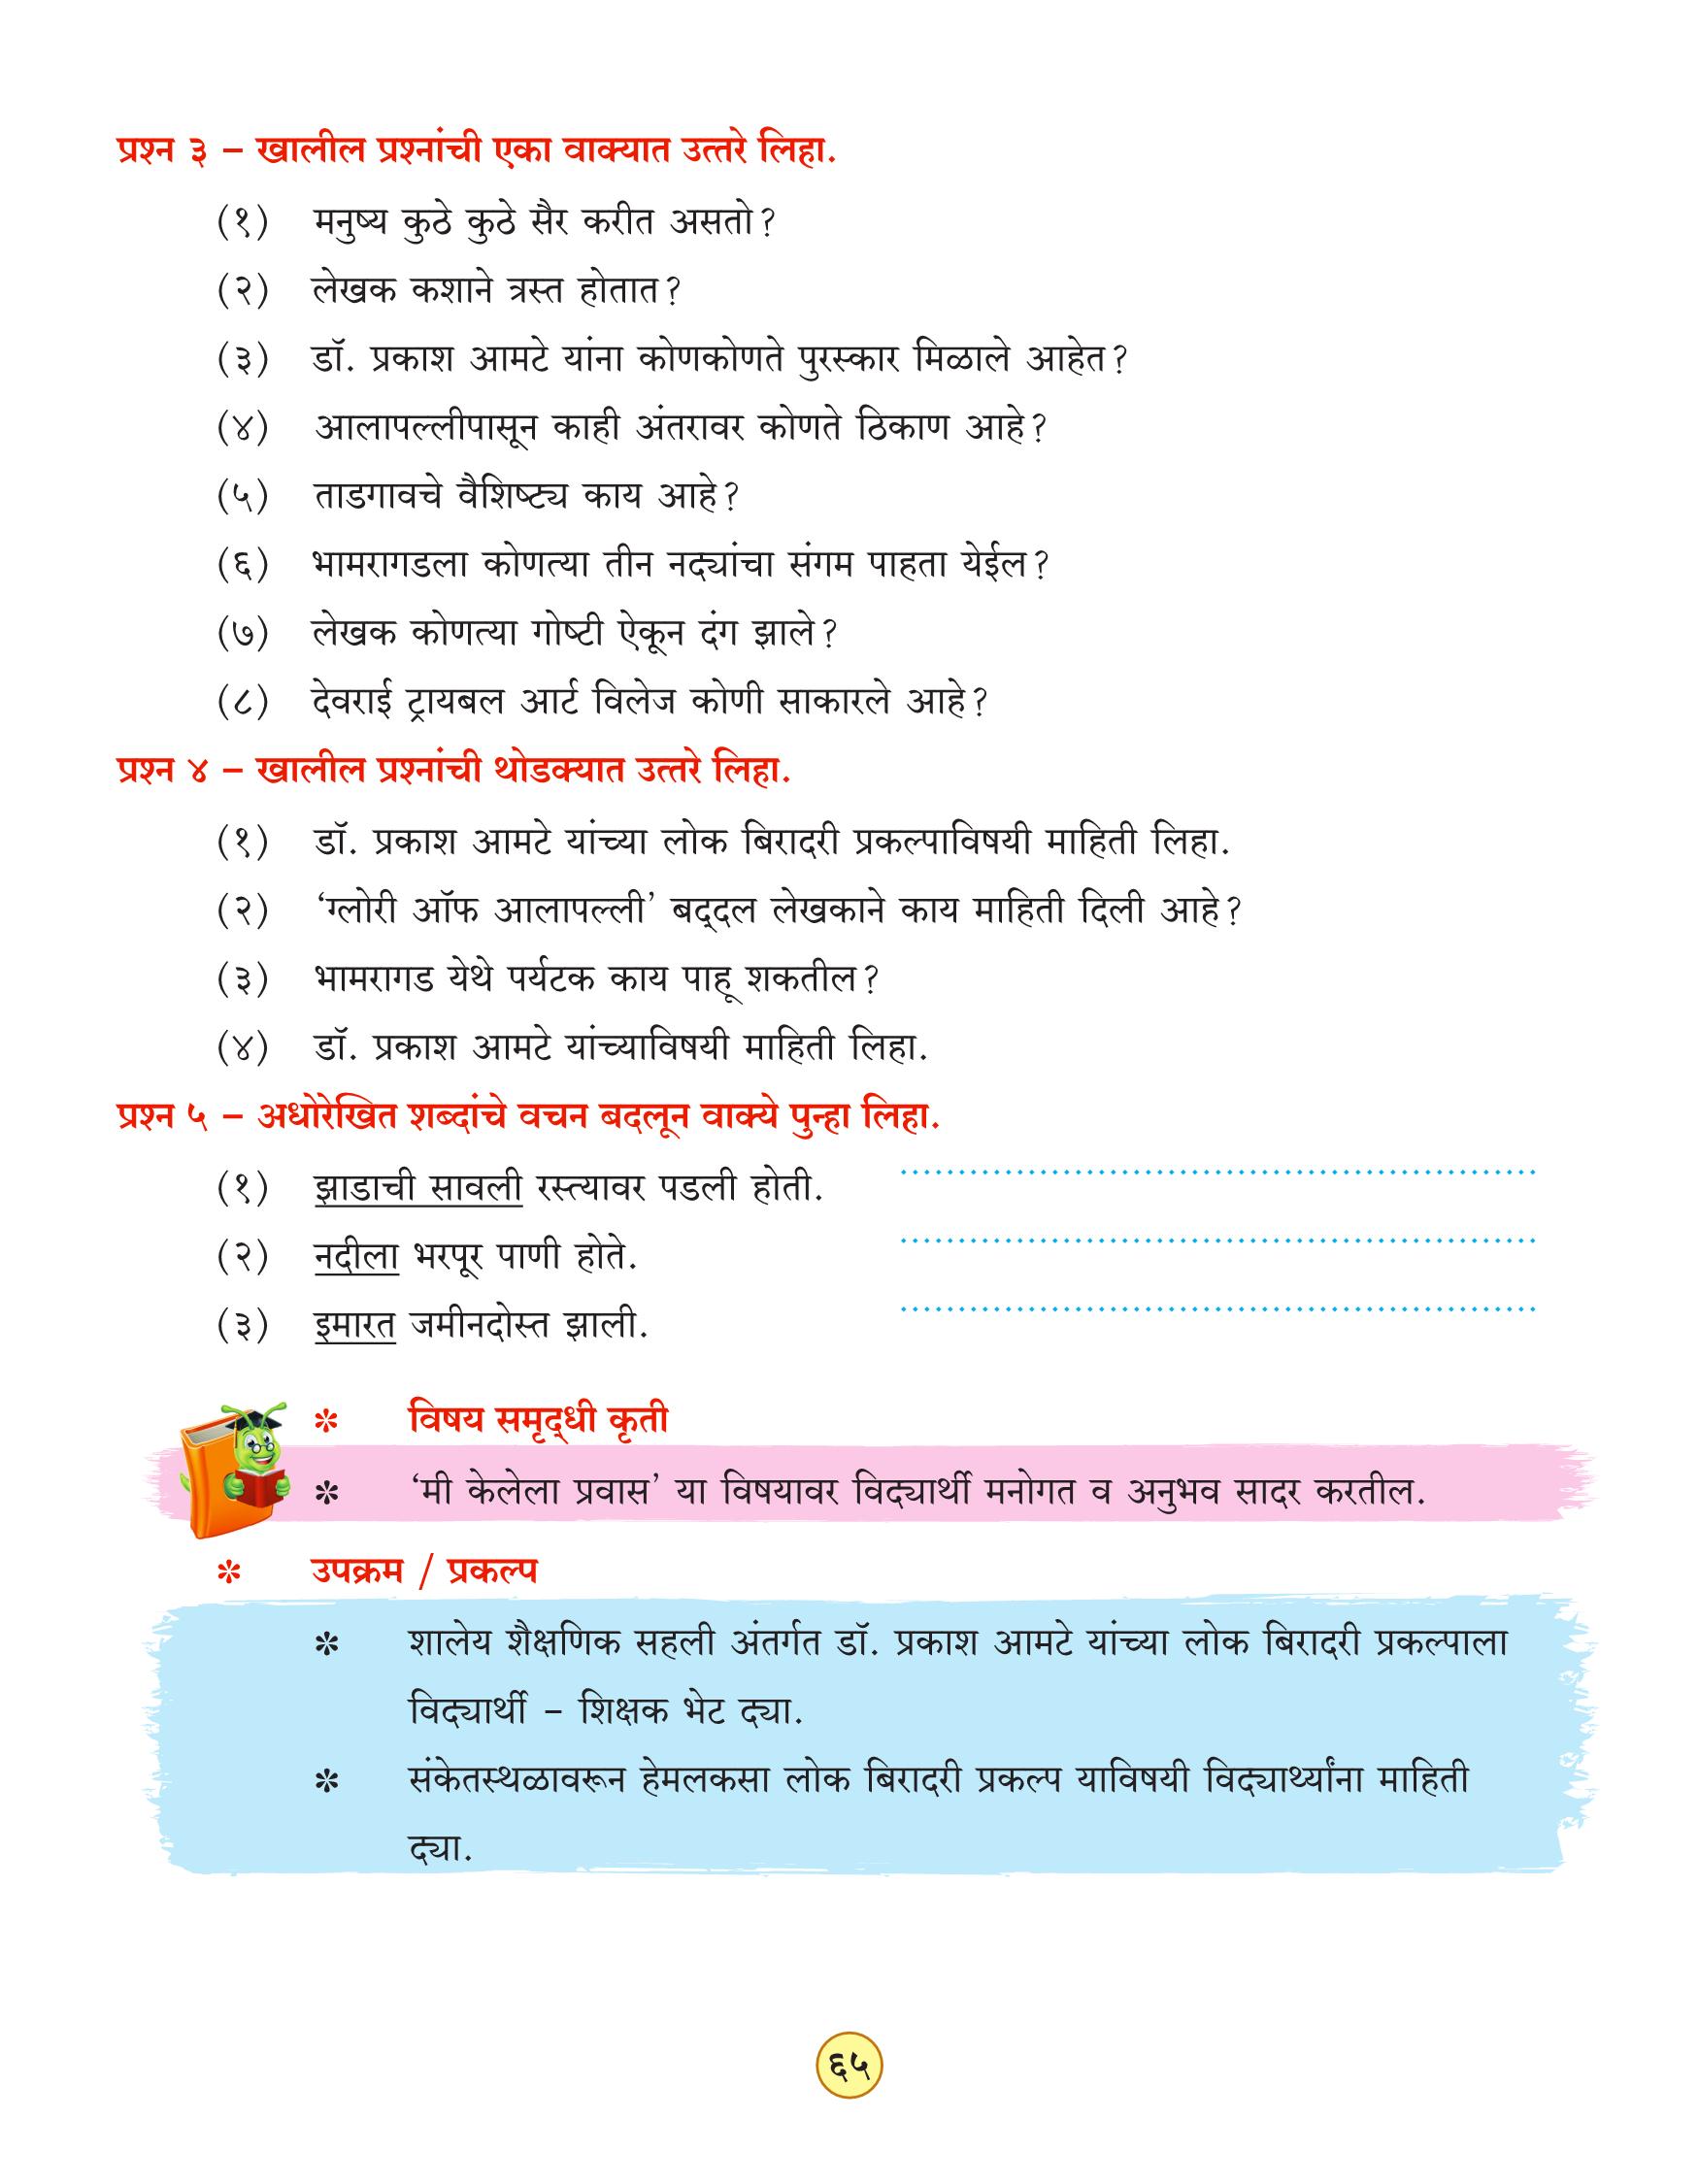 प्रश्न ३ – खालील प्रश्नांची एका वाक्यात उत्तरे लिहा.
(१) मनुष्य कुठे कुठे सैर करीत असतो?
(२) लेखक कशाने त्रस्त होतात?
(३) डॉ. प्रकाश आमटे यांना कोणकोणते पुरस्कार मिळाले आहेत?
(४) आलापल्लीपासून काही अंतरावर कोणते ठिकाण आहे?
(५) ताडगावचे वैशिष्ट्य काय आहे?
(६) भामरागडला कोणत्या तीन नद्यांचा संगम पाहता येईल?
(७) लेखक कोणत्या गोष्टी ऐकून दंग झाले?
(८) देवराई ट्रायबल आर्ट विलेज कोणी साकारले आहे?
प्रश्न ४ – खालील प्रश्नांची थोडक्यात उत्तरे लिहा.
(१) डॉ. प्रकाश आमटे यांच्या लोक बिरादरी प्रकल्पाविषयी माहिती लिहा.
(२) ‘ग्लोरी ऑफ आलापल्ली’ बद्दल लेखकाने काय माहिती दिली आहे?
(३) भामरागड येथे पर्यटक काय पाहू शकतील?
(४) डॉ. प्रकाश आमटे यांच्याविषयी माहिती लिहा.
प्रश्न ५ – अधोरेखित शब्दांचे वचन बदलून वाक्ये पुन्हा लिहा.
(१) झाडाची सावली रस्त्यावर पडली होती.
(२) नदीला भरपूर पाणी होते.
(३) इमारत जमीनदोस्त झाली.
✽ विषय समृद्धी कृती
✽ ‘मी केलेला प्रवास’ या विषयावर विद्यार्थी मनोगत व अनुभव सादर करतील.
✽ उपक्रम / प्रकल्प
✽ शालेय शैक्षणिक सहली अंतर्गत डॉ. प्रकाश आमटे यांच्या लोक बिरादरी प्रकल्पाला
विद्यार्थी – शिक्षक भेट द्या.
✽ संकेतस्थळावरून हेमलकसा लोक बिरादरी प्रकल्प याविषयी विद्यार्थ्यांना माहिती
द्या.
६५